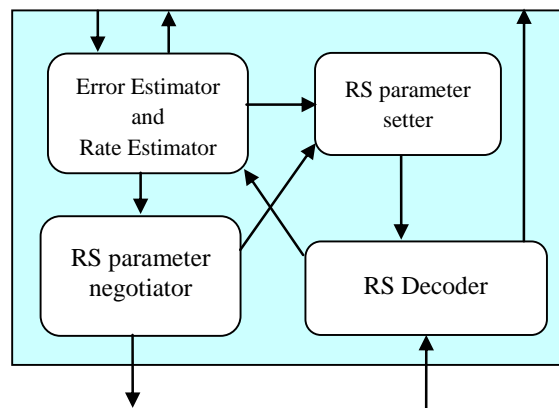 Error Estimator
and
Rate Estimator
RS parameter
setter
RS parameter
negotiator
RS Decoder